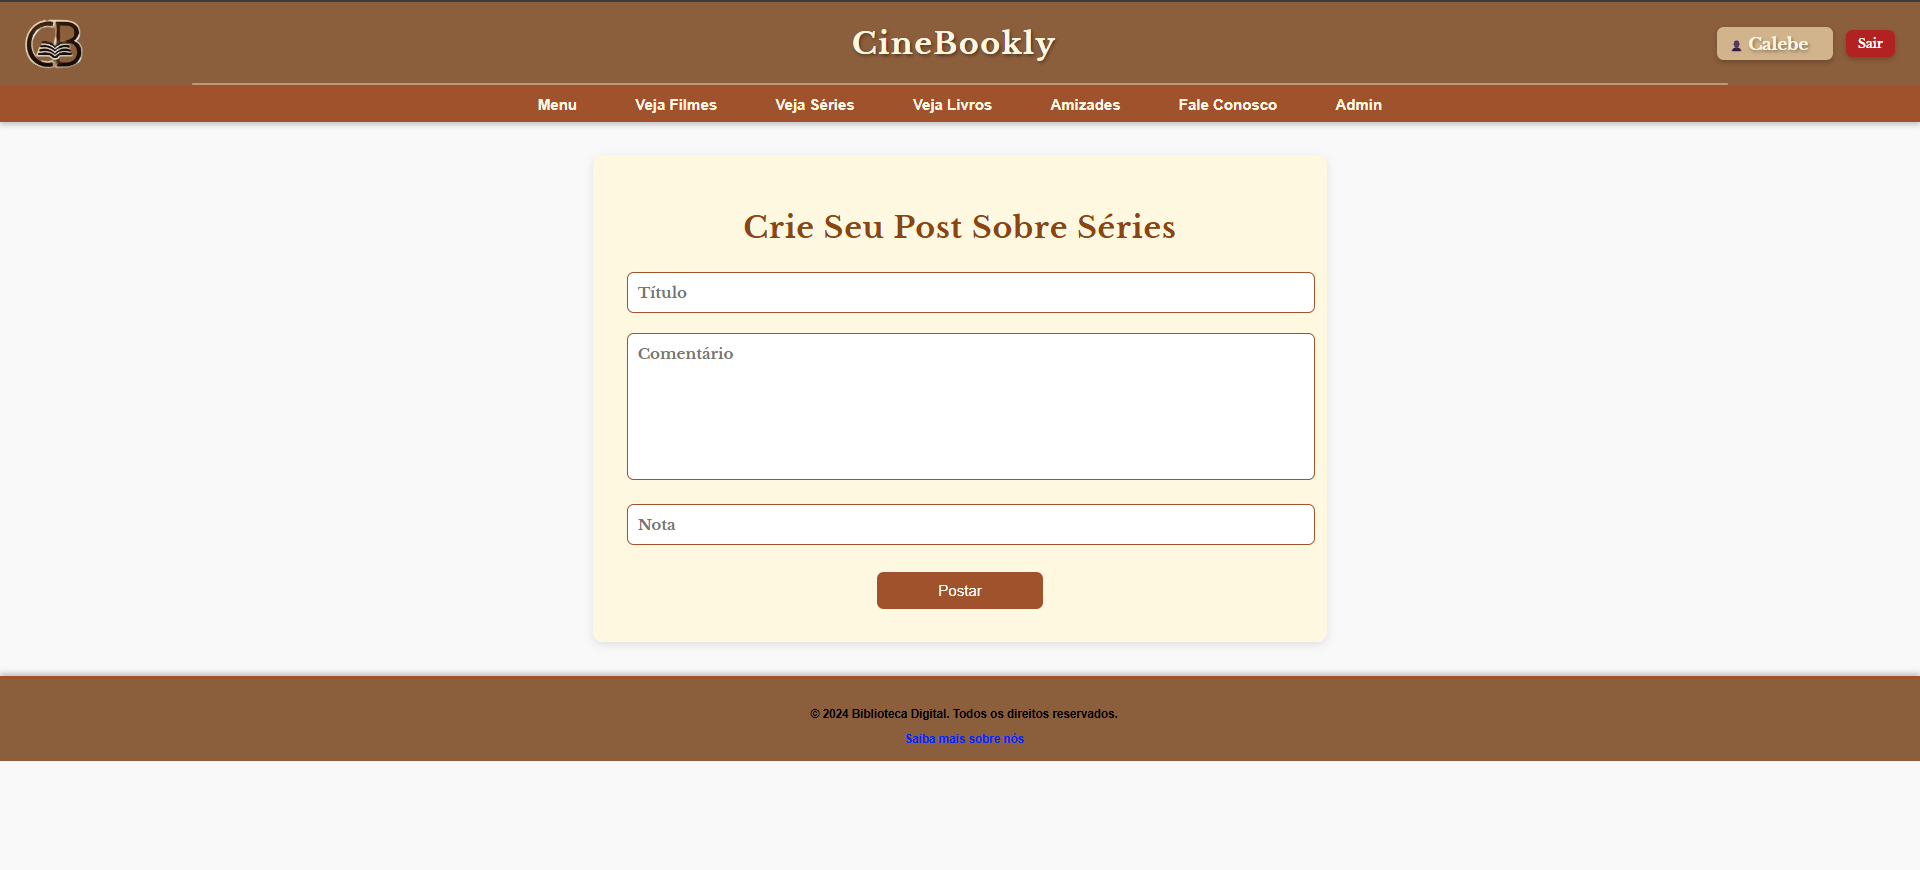 CB
CineBookly
Calebe
Sair
Menu
Veja Filmes
Veja Séries
Veja Livros
Amizades
Fale Conosco
Admin
Crie Seu Post Sobre Séries
Título
Comentário
Nota
Postar
© 2024 Biblioteca Digital. Todos os direitos reservados.
Saiba mais sobre nós